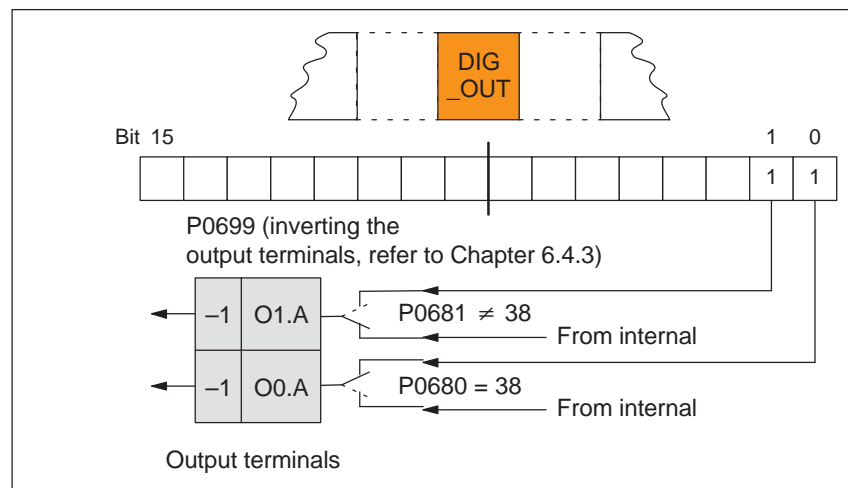 DIG
_OUT
Bit 15 1 0
1 1
P0699 (inverting the
output terminals, refer to Chapter 6.4.3)
–1 O1.A P0681 ≠ 38
From internal
–1 O0.A P0680 = 38
From internal
Output terminals